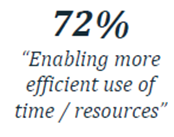 72%
“Enabling more
efficient use of
time / resources”